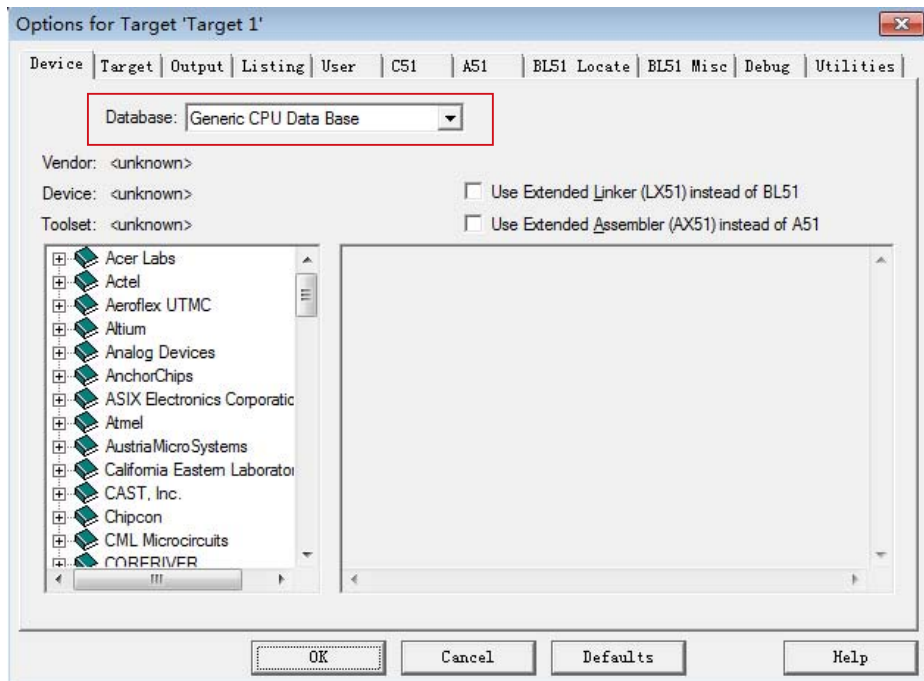 Options for Target 'Target 1'
Device Target Output Listing User C51 A51 BL51 Locate BL51 Misc Debug Utilities
Database: Generic CPU Data Base
Vendor: <unknown>
Device: <unknown>
Use Extended Linker (LX51) instead of BL51
Toolset: <unknown>
Use Extended Assembler (AX51) instead of A51
Acer Labs
Actel
Aeroflex UTMC
Altium
Analog Devices
AnchorChips
ASIX Electronics Corporatic
Atmel
AustriaMicroSystems
California Eastern Laborator
CAST, Inc.
Chipcon
CML Microcircuits
CORERIVER
OK Cancel Defaults Help